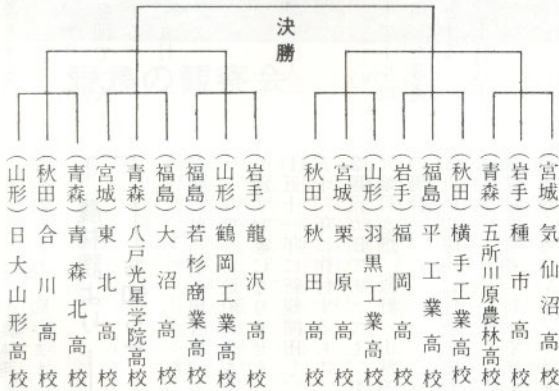 決勝
（宮城）気仙沼高校
（岩手）種市高校
（青森）五所川原農林高校
（秋田）横手工業高校
（福島）平工業高校
（岩手）福岡高校
（山形）羽黒工業高校
（宮城）栗原高校
（秋田）秋田高校
（岩手）龍沢高校
（山形）鶴岡工業高校
（福島）若杉商業高校
（福島）大沼高校
（青森）八戸光星学院高校
（宮城）東北高校
（青森）青森北高校
（秋田）合川高校
（山形）日大山形高校